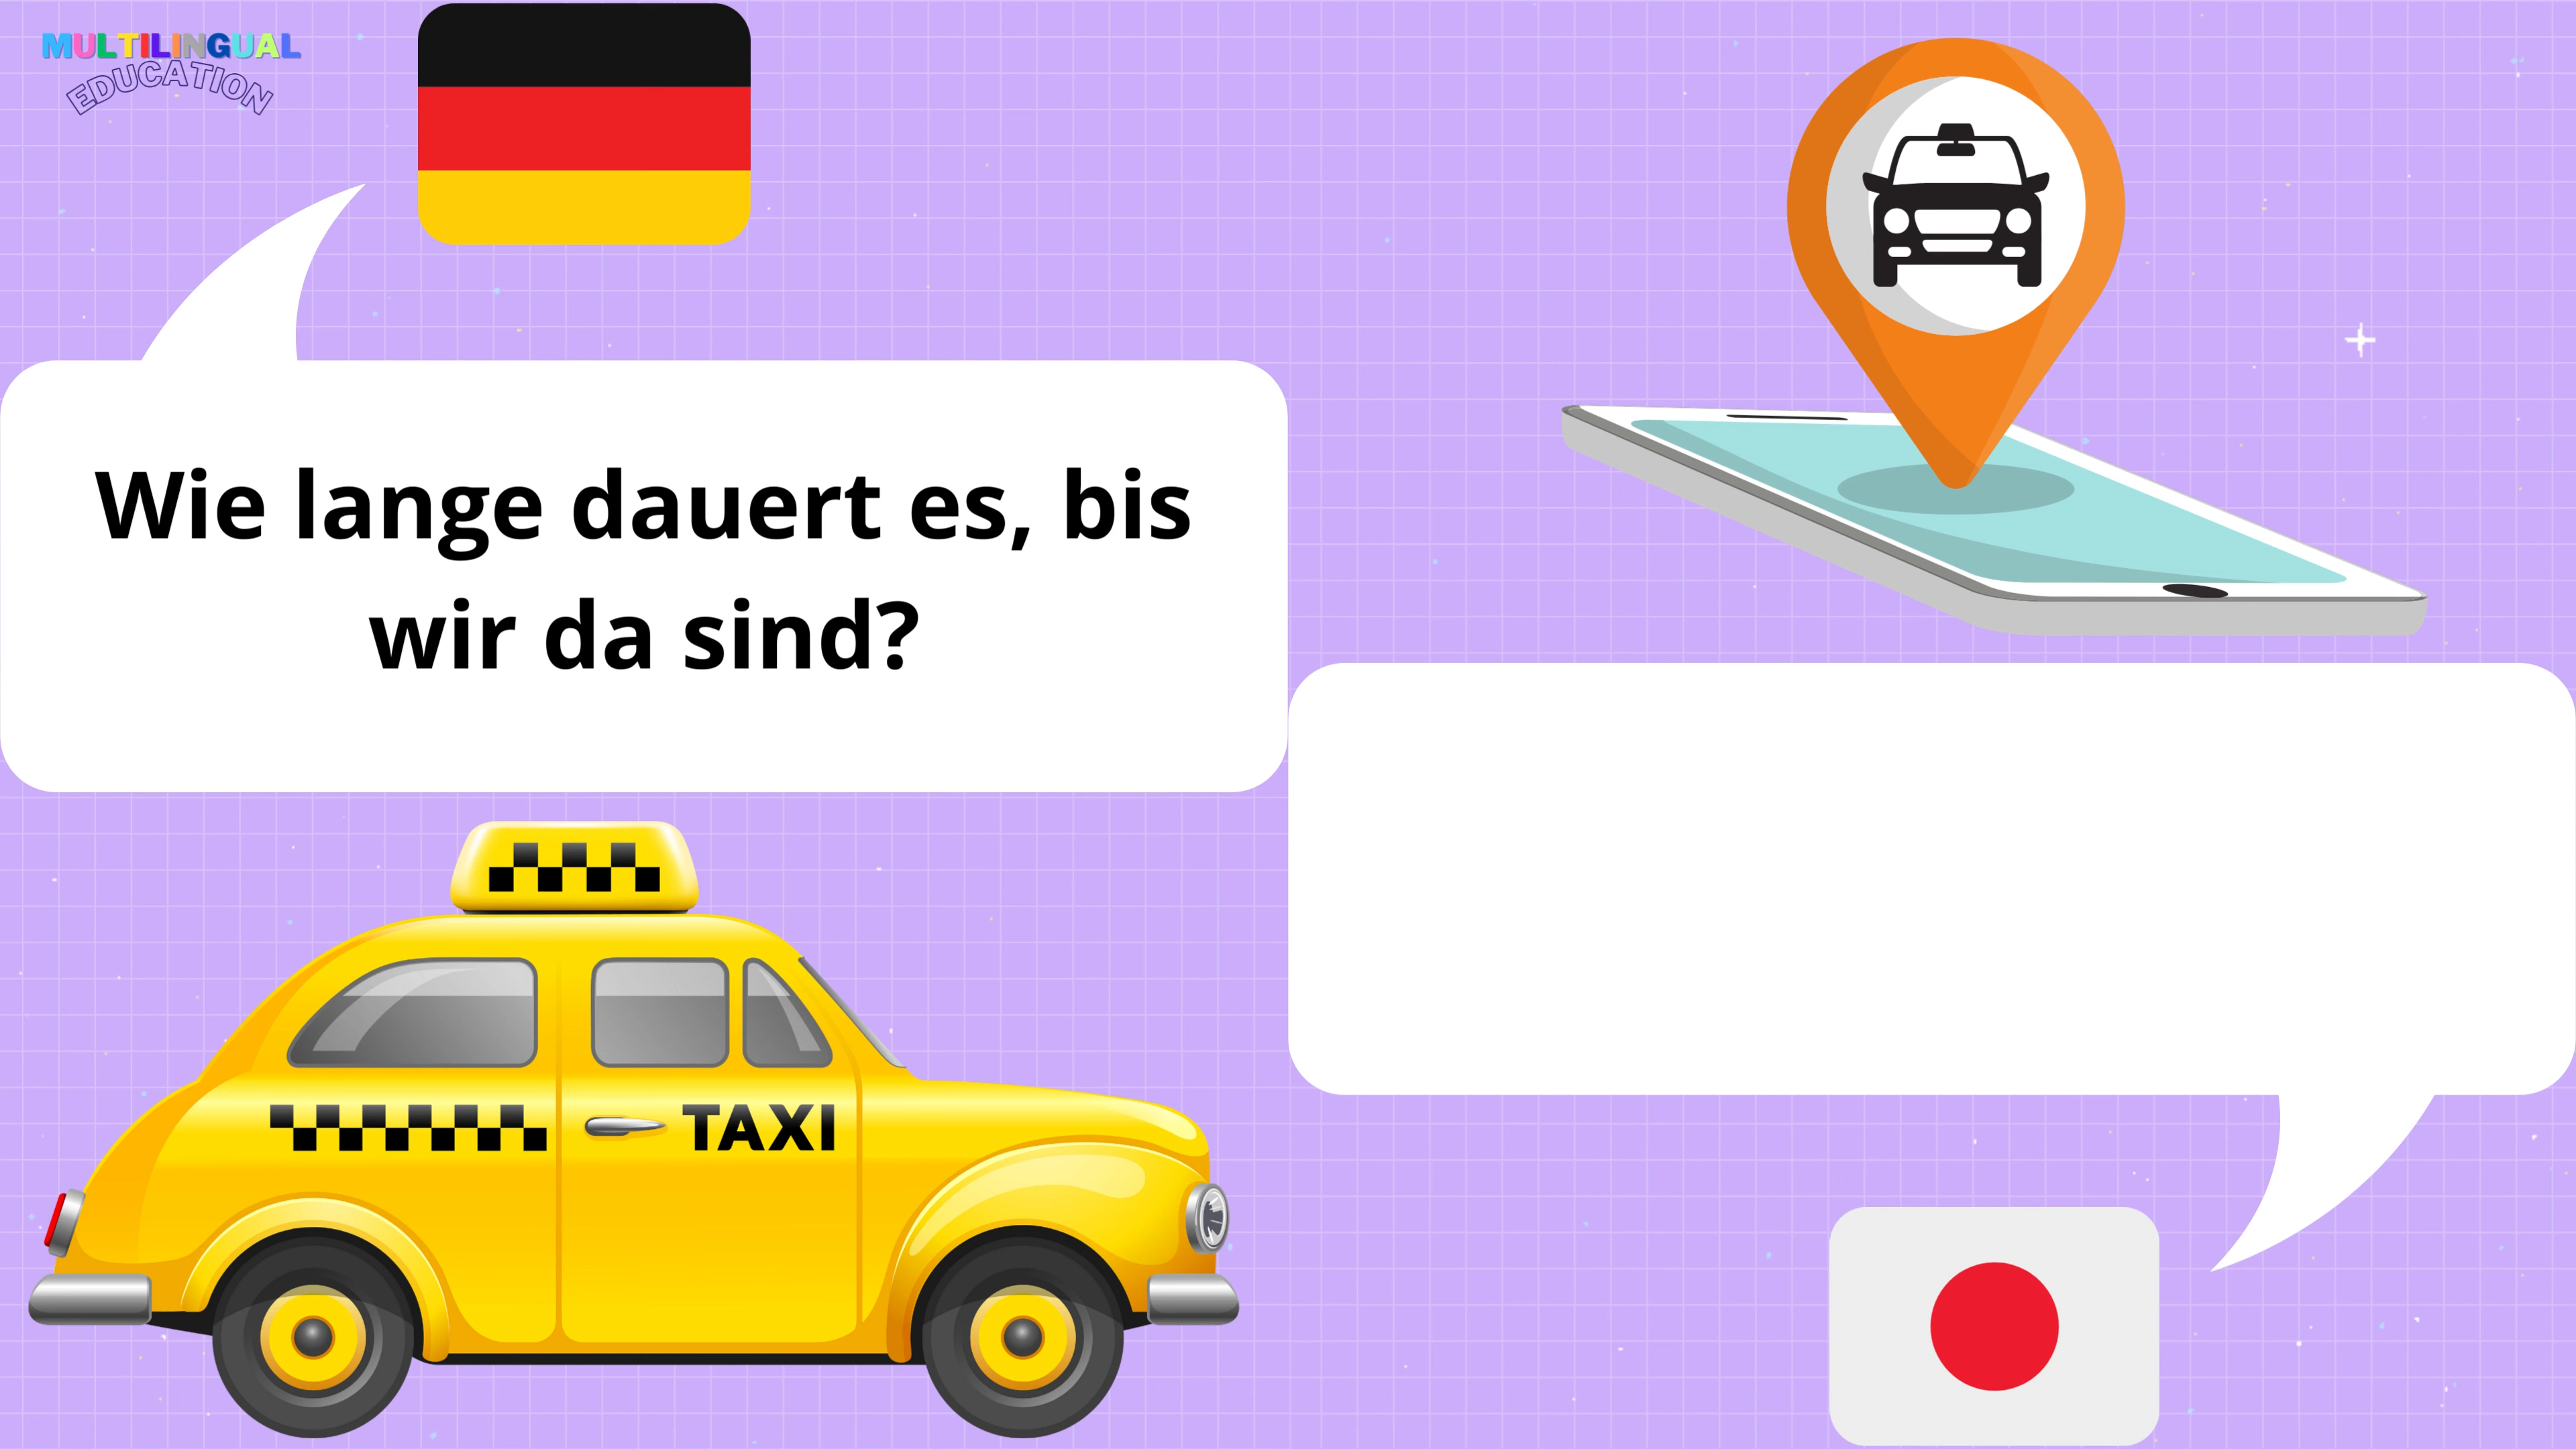 MULTILINGUAL
EDUCATION
Wie lange dauert es, bis
wir da sind?
TAXI